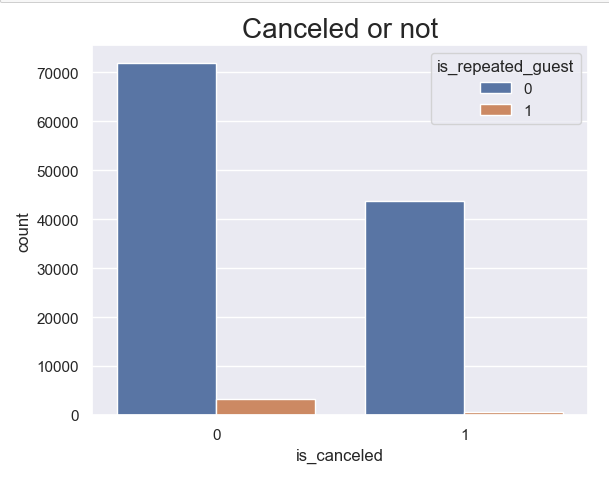 Canceled or not
is_repeated_guest
0
1
70000
60000
50000
40000
30000
20000
10000
0
count
0 1
is_canceled